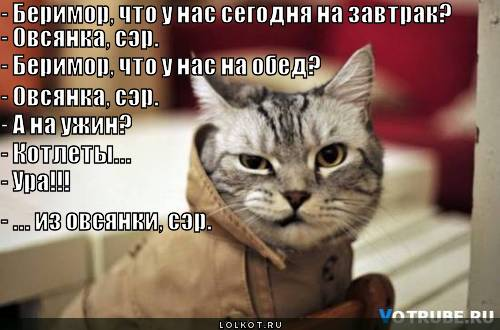 - Беримор, что у нас сегодня на завтрак?
- Овсянка, сэр.
- Беримор, что у нас на обед?
- Овсянка, сэр.
- А на ужин?
- Котлеты...
- Ура!!!
- ... из овсянки, сэр.
VOTRUBE.RU
LOLKOT.RU